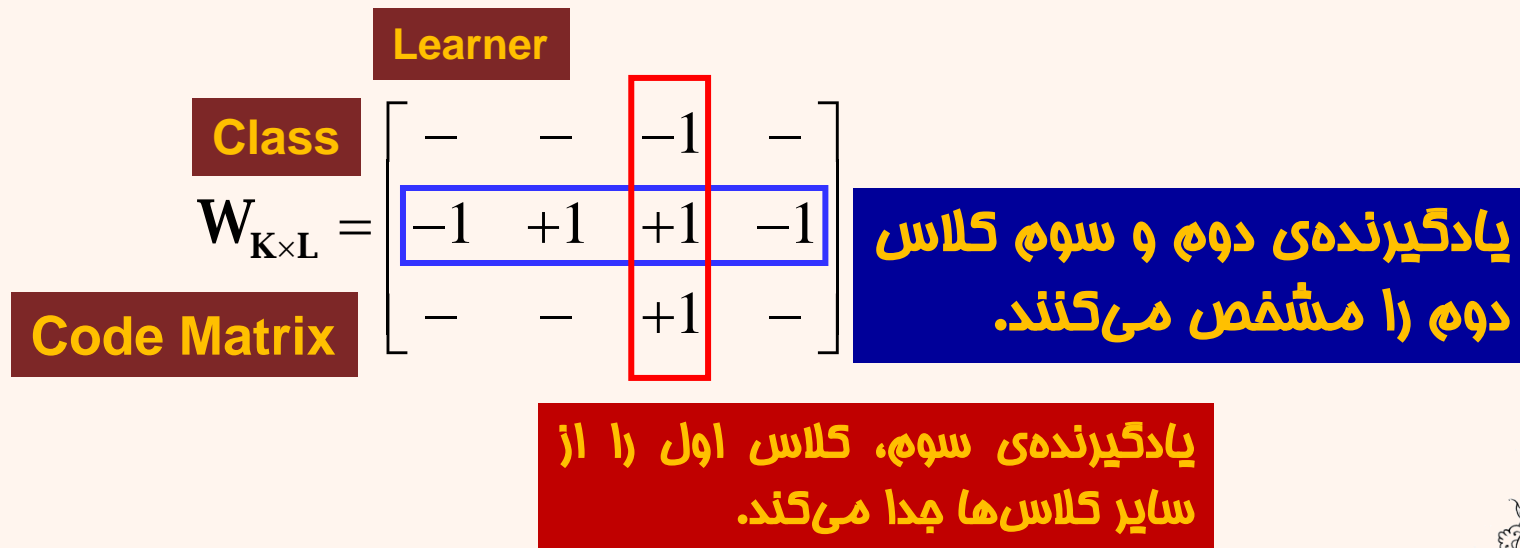 Learner
Class
− − −1 −
W_{K×L} = −1 +1 +1 −1
− − +1 −
Code Matrix
یادگیرنده‌ی دوم و سوم کلاس
دوم را مشخص می‌کنند.
یادگیرنده‌ی سوم، کلاس اول را از
سایر کلاس‌ها جدا می‌کند.